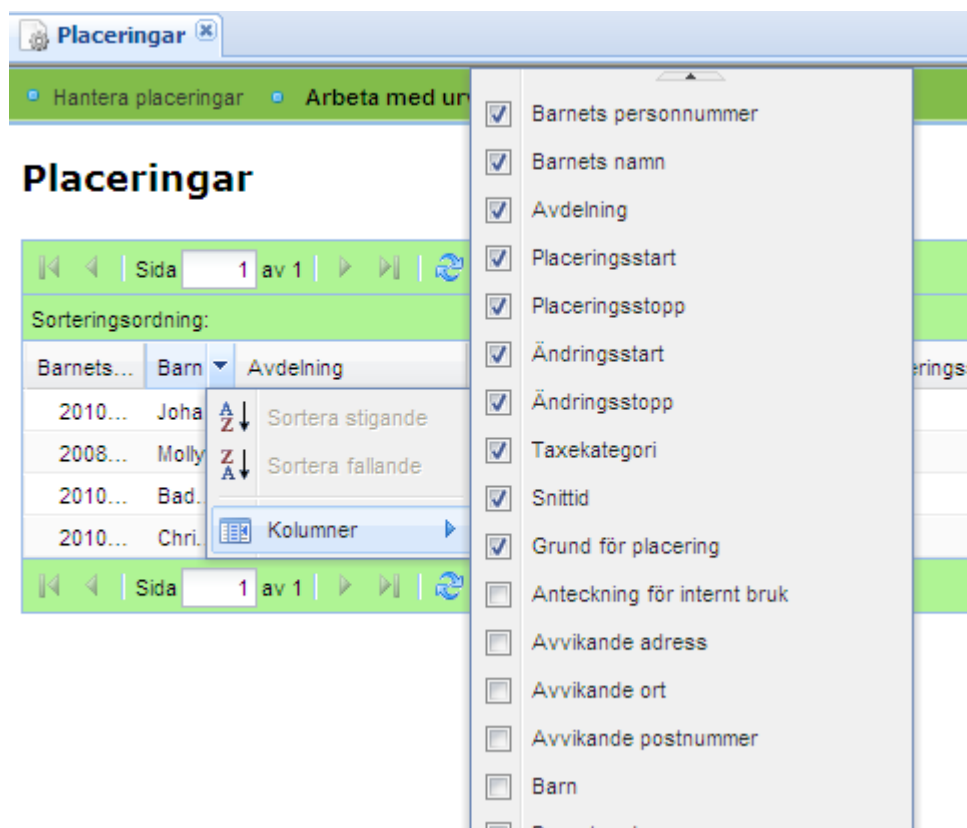 Placeringar
Hantera placeringar
Arbeta med
Placeringar
Sida 1 av 1
Sorteringsordning:
Barnets... Barn Avdelning
2010... Joha
2008... Molly
2010... Bad..
2010... Chri..
Sortera stigande
Sortera fallande
Kolumner
Sida 1 av 1
Barnets personnummer
Barnets namn
Avdelning
Placeringsstart
Placeringsstopp
Ändringsstart
Ändringsstopp
Taxekategori
Snittid
Grund för placering
Anteckning för internt bruk
Avvikande adress
Avvikande ort
Avvikande postnummer
Barn